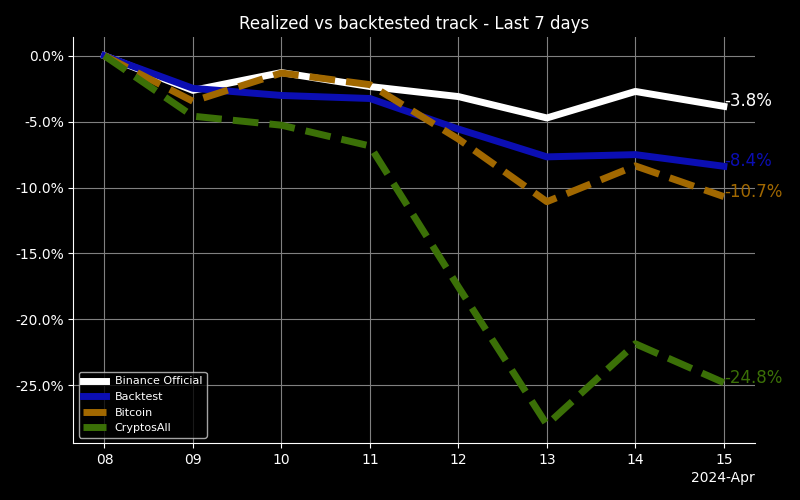 Realized vs backtested track - Last 7 days
0.0%
-5.0%
-10.0%
-15.0%
-20.0%
-25.0%
-3.8%
-8.4%
-10.7%
-24.8%
Binance Official
Backtest
Bitcoin
CryptosAll
08 09 10 11 12 13 14 15
2024-Apr